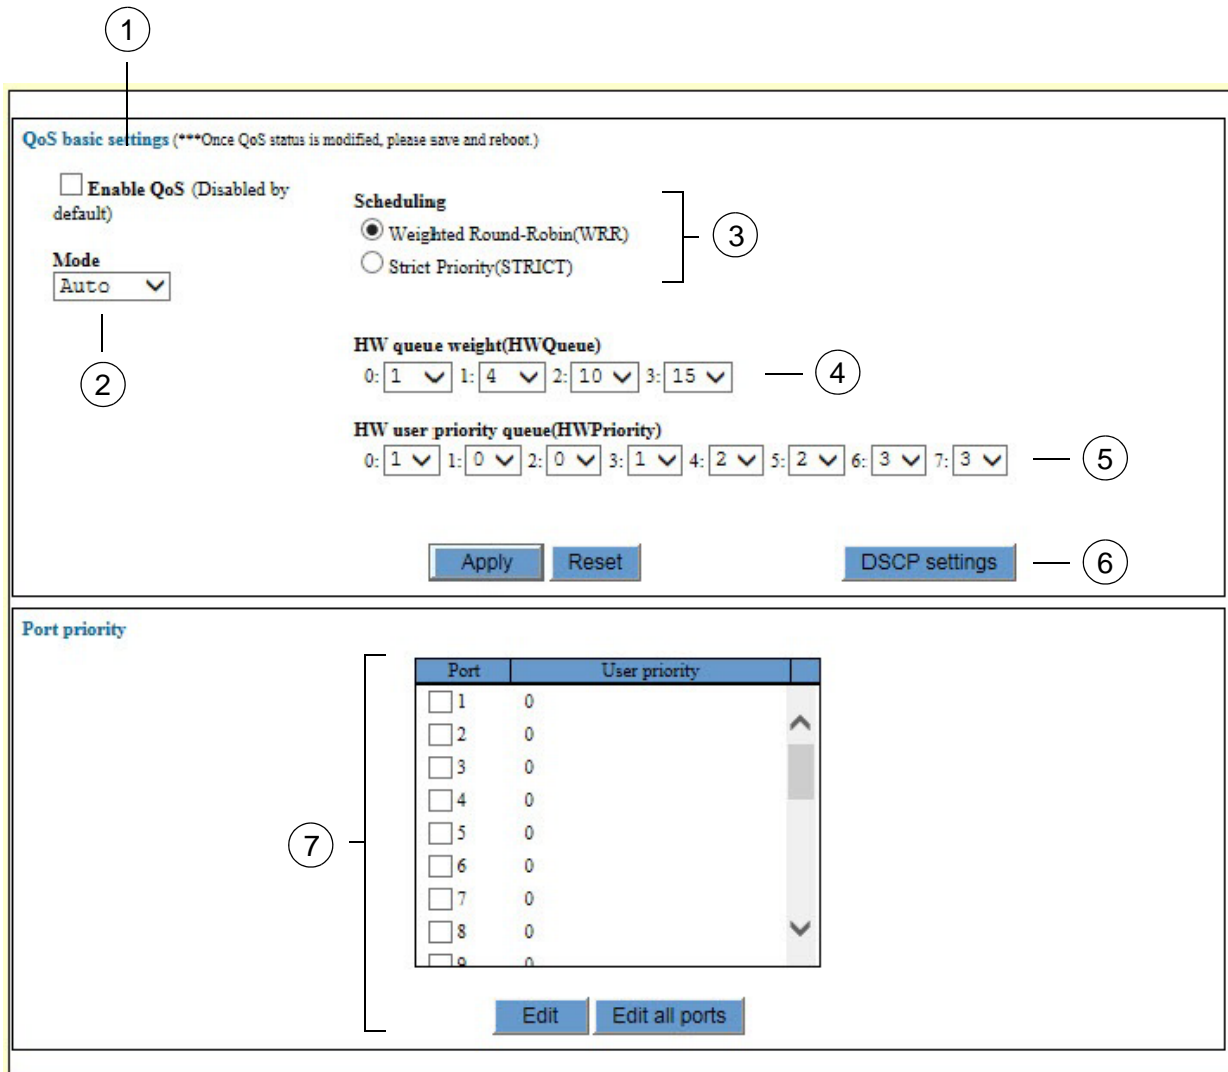 1
QoS basic settings (***Once QoS status is modified, please save and reboot.)
Enable QoS (Disabled by
default)
Mode
Auto
2
Scheduling
Weighted Round-Robin(WRR)
Strict Priority(STRICT)
3
HW queue weight(HWQueue)
0: 1 1: 4 2: 10 3: 15
4
HW user priority queue(HWPriority)
0: 1 1: 0 2: 0 3: 1 4: 2 5: 2 6: 3 7: 3
5
Apply Reset DSCP settings
6
Port priority
Port User priority
1 0
2 0
3 0
4 0
5 0
6 0
7 0
8 0
9 0
7
Edit Edit all ports